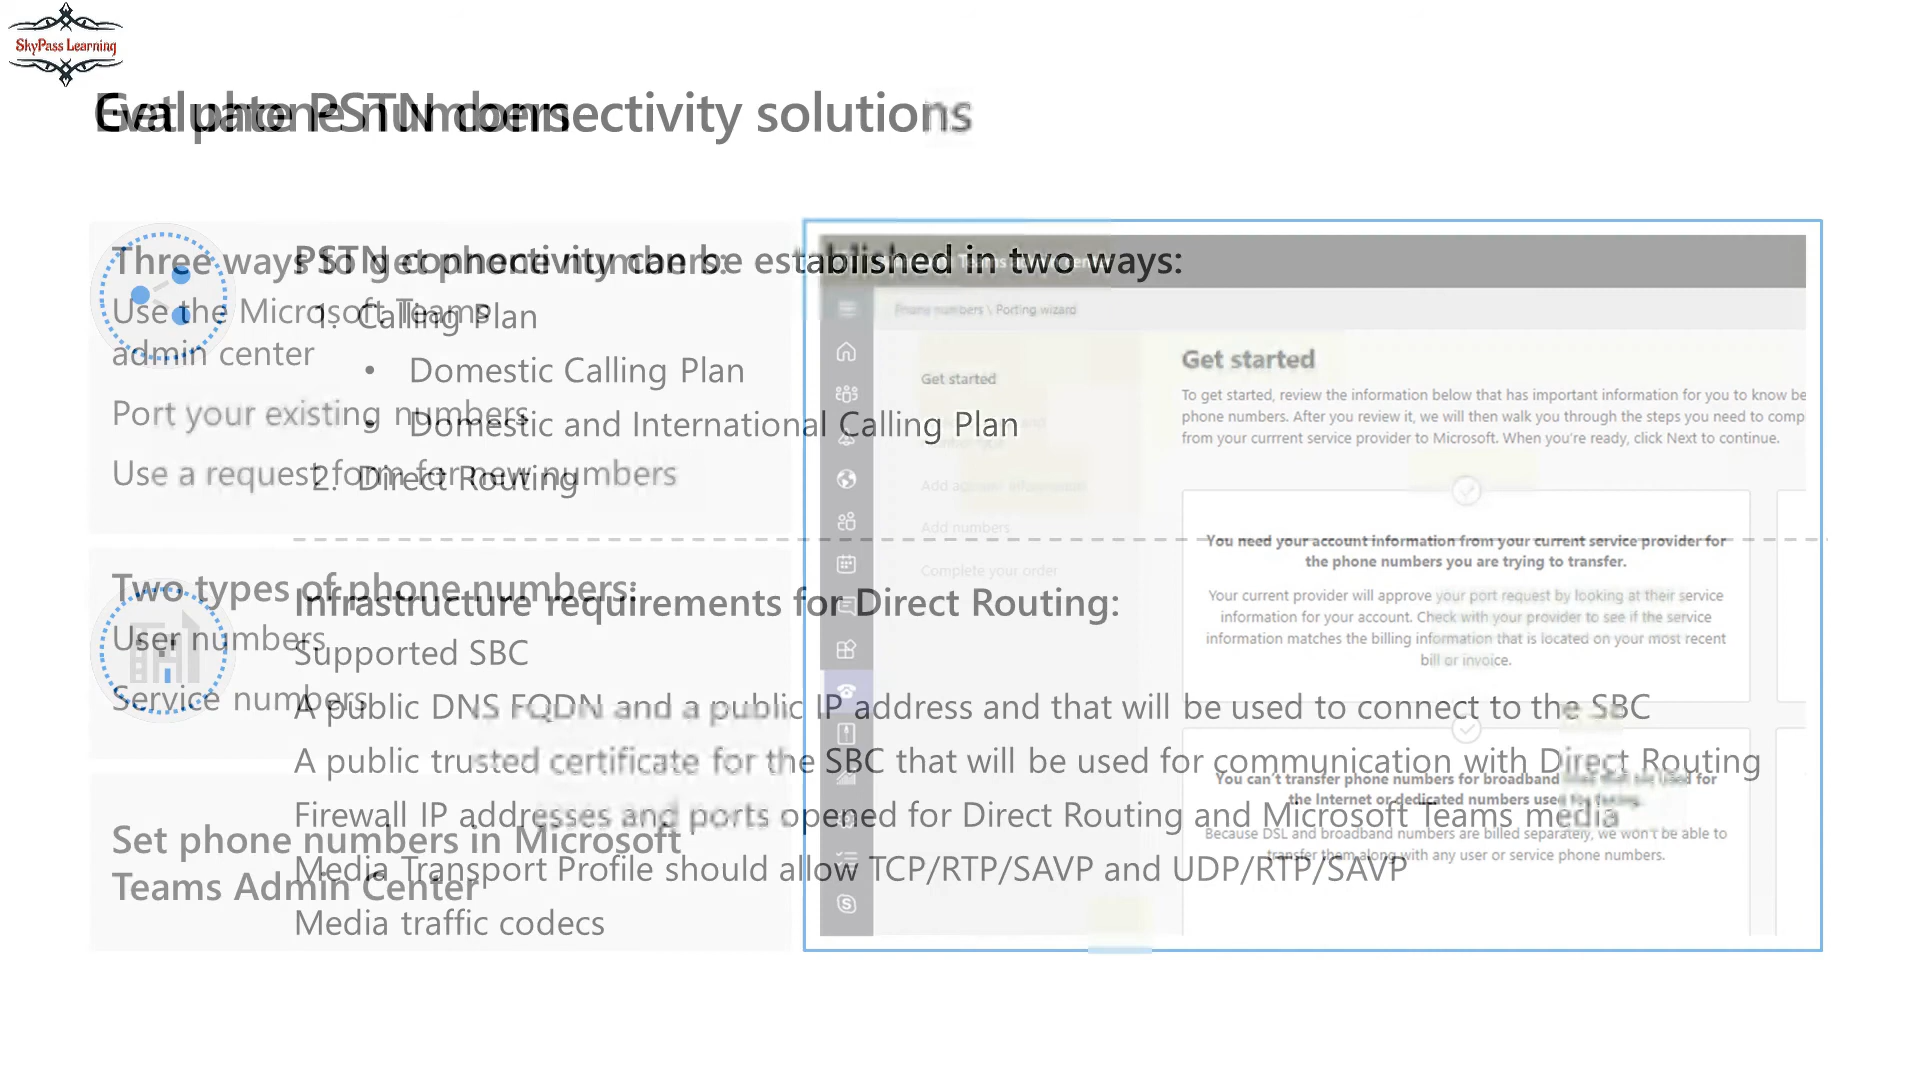 SkyPass Learning
Evaluate PSTN connectivity solutions
PSTN connectivity can be established in two ways:
1. Calling Plan
• Domestic Calling Plan
• Domestic and International Calling Plan
2. Direct Routing
Infrastructure requirements for Direct Routing:
Supported SBC
A public DNS FQDN and a public IP address and that will be used to connect to the SBC
A public trusted certificate for the SBC that will be used for communication with Direct Routing
Firewall IP addresses and ports opened for Direct Routing and Microsoft Teams media
Media Transport Profile should allow TCP/RTP/SAVP and UDP/RTP/SAVP
Media traffic codecs
Get phone numbers
Three ways to get phone numbers:
Use the Microsoft Teams
admin center
Port your existing numbers
Use a request form for new numbers
Two types of phone numbers:
User numbers
Service numbers
Set phone numbers in Microsoft
Teams Admin Center
Teams admin center
Phone numbers \ Porting wizard
Get started
Add account information
Add numbers
Complete your order
Get started
To get started, review the information below that has important information for you to know be
phone numbers. After you review it, we will then walk you through the steps you need to comp
from your currrent service provider to Microsoft. When you're ready, click Next to continue.
You need your account information from your current service provider for
the phone numbers you are trying to transfer.
Your current provider will approve your port request by looking at their service
information for your account. Check with your provider to see if the service
information matches the billing information that is located on your most recent
bill or invoice.
You can't transfer phone numbers for broadband for
the Internet or dedicated numbers used
Because DSL and broadband numbers are billed separately, we won't be able to
transfer them along with any user or service phone numbers.